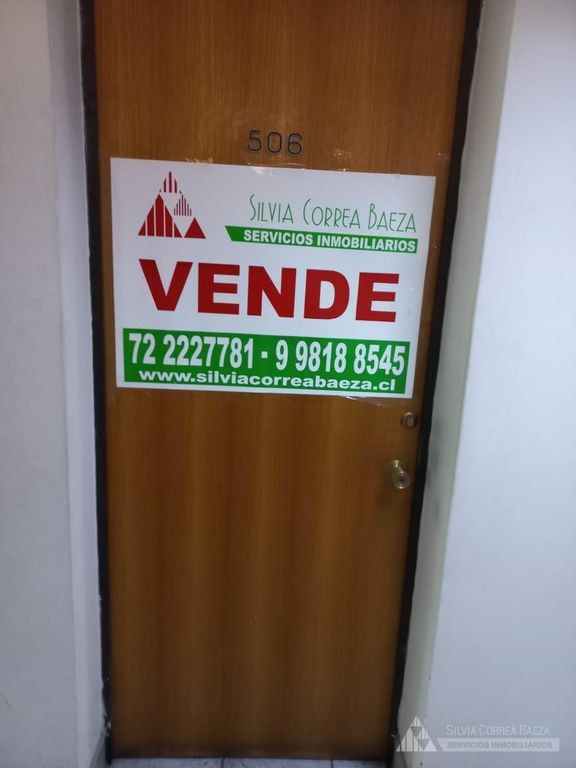 506
SILVIA CORREA BAEZA
SERVICIOS INMOBILIARIOS
VENDE
72 2227781 - 9 9818 8545
www.silviacorreabaeza.cl
SILVIA CORREA BAEZA
SERVICIOS INMOBILIARIOS